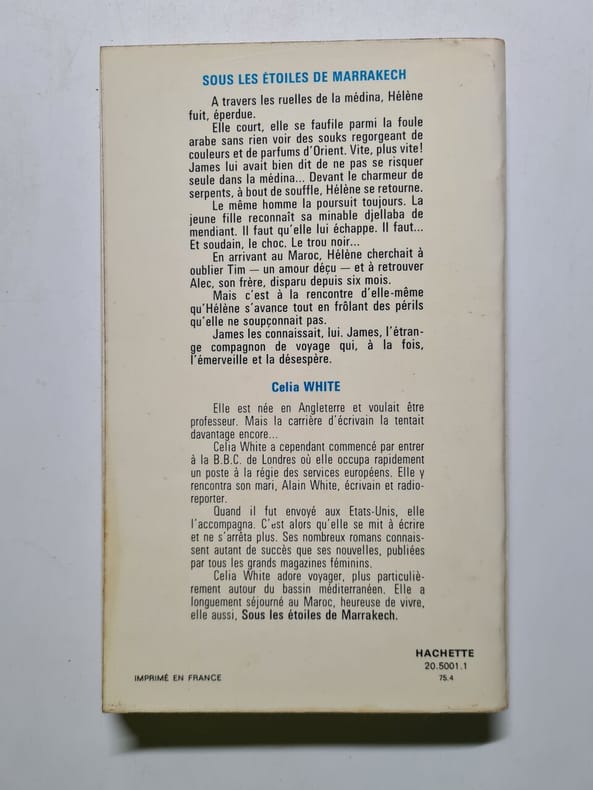 SOUS LES ÉTOILES DE MARRAKECH
A travers les ruelles de la médina, Hélène
fuit, éperdue.
Elle court, elle se faufile parmi la foule
arabe sans rien voir des souks regorgeant de
couleurs et de parfums d'Orient. Vite, plus vite!
James lui avait bien dit de ne pas se risquer
seule dans la médina... Devant le charmeur de
serpents, à bout de souffle, Hélène se retourne.
Le même homme la poursuit toujours. La
jeune fille reconnaît sa minable djellaba de
mendiant. Il faut qu'elle lui échappe. Il faut...
Et soudain, le choc. Le trou noir...
En arrivant au Maroc, Hélène cherchait à
oublier Tim — un amour déçu — et à retrouver
Alec, son frère, disparu depuis six mois.
Mais c'est à la rencontre d'elle-même
qu'Hélène s'avance tout en frôlant des périls
qu'elle ne soupçonnait pas.
James les connaissait, lui. James, l'étran-
ge compagnon de voyage qui, à la fois,
l'émerveille et la désespère.
Celia WHITE
Elle est née en Angleterre et voulait être
professeur. Mais la carrière d'écrivain la tentait
davantage encore...
Celia White a cependant commencé par entrer
à la B.B.C. de Londres où elle occupa rapidement
un poste à la régie des services européens. Elle y
rencontra son mari, Alain White, écrivain et radio-
reporter.
Quand il fut envoyé aux Etats-Unis, elle
l'accompagna. C'est alors qu'elle se mit à écrire
et ne s'arrêta plus. Ses nombreux romans connais-
sent autant de succès que ses nouvelles, publiées
par tous les grands magazines féminins.
Celia White adore voyager, plus particuliè-
rement autour du bassin méditerranéen. Elle a
longuement séjourné au Maroc, heureuse de vivre,
elle aussi, Sous les étoiles de Marrakech.
HACHETTE
20.5001.1
IMPRIMÉ EN FRANCE
75.4